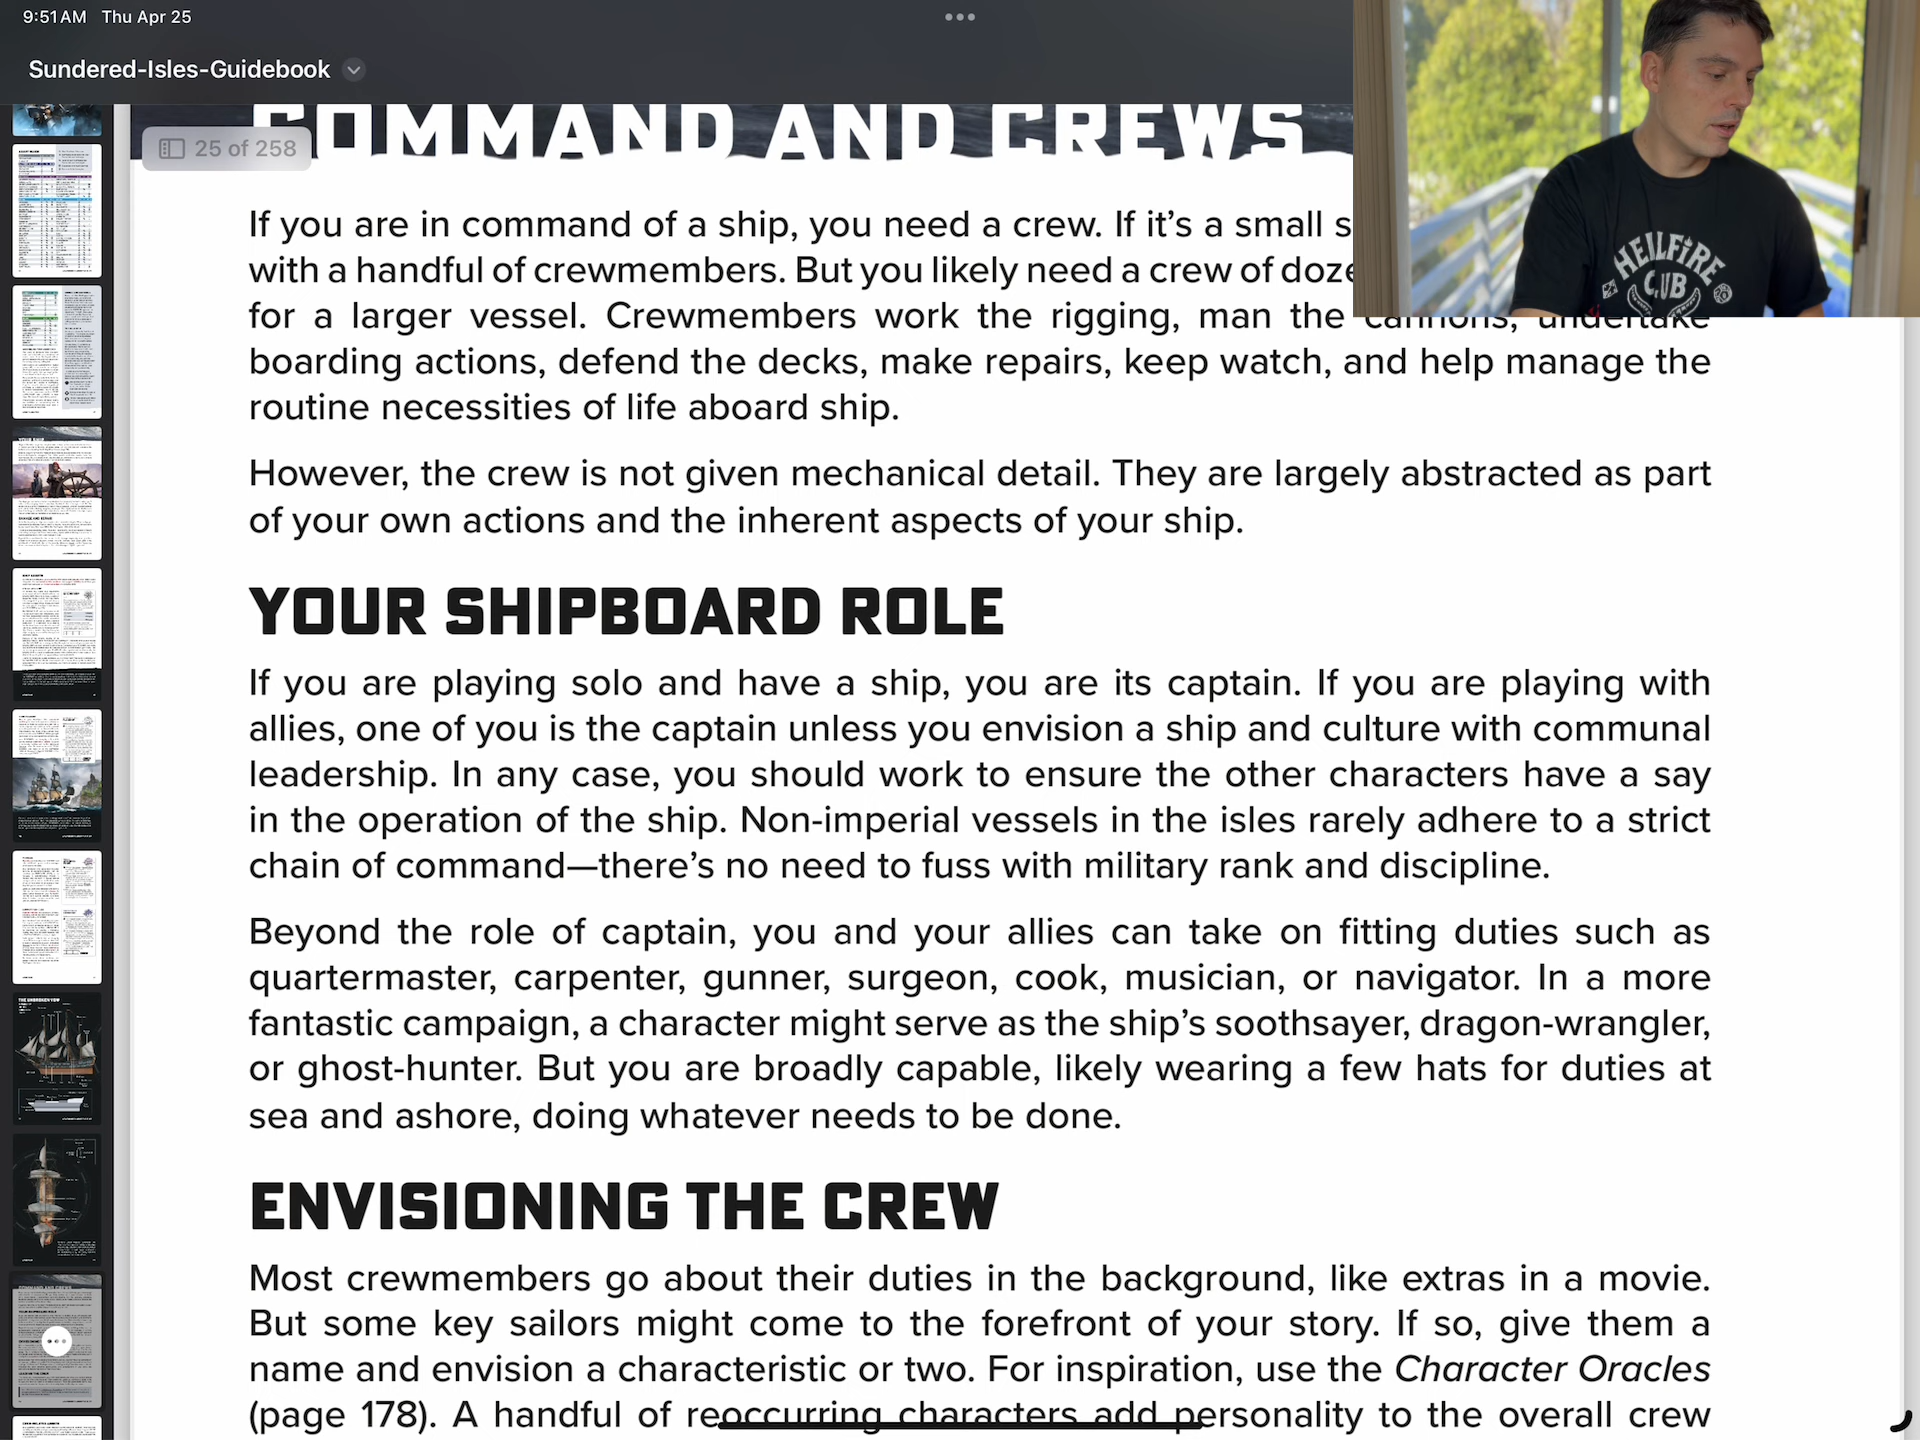 9:51 AM Thu Apr 25
Sundered-Isles-Guidebook
COMMAND AND CREWS
25 of 258
HELLFIRE
CLUB
If you are in command of a ship, you need a crew. If it's a small
with a handful of crewmembers. But you likely need a crew of
for a larger vessel. Crewmembers work the rigging, man the cannons, undertake
boarding actions, defend the decks, make repairs, keep watch, and help manage the
routine necessities of life aboard ship.
However, the crew is not given mechanical detail. They are largely abstracted as part
of your own actions and the inherent aspects of your ship.
YOUR SHIPBOARD ROLE
If you are playing solo and have a ship, you are its captain. If you are playing with
allies, one of you is the captain unless you envision a ship and culture with communal
leadership. In any case, you should work to ensure the other characters have a say
in the operation of the ship. Non-imperial vessels in the isles rarely adhere to a strict
chain of command—there's no need to fuss with military rank and discipline.
Beyond the role of captain, you and your allies can take on fitting duties such as
quartermaster, carpenter, gunner, surgeon, cook, musician, or navigator. In a more
fantastic campaign, a character might serve as the ship's soothsayer, dragon-wrangler,
or ghost-hunter. But you are broadly capable, likely wearing a few hats for duties at
sea and ashore, doing whatever needs to be done.
ENVISIONING THE CREW
Most crewmembers go about their duties in the background, like extras in a movie.
But some key sailors might come to the forefront of your story. If so, give them a
name and envision a characteristic or two. For inspiration, use the Character Oracles
(page 178). A handful of reoccurring characters add personality to the overall crew